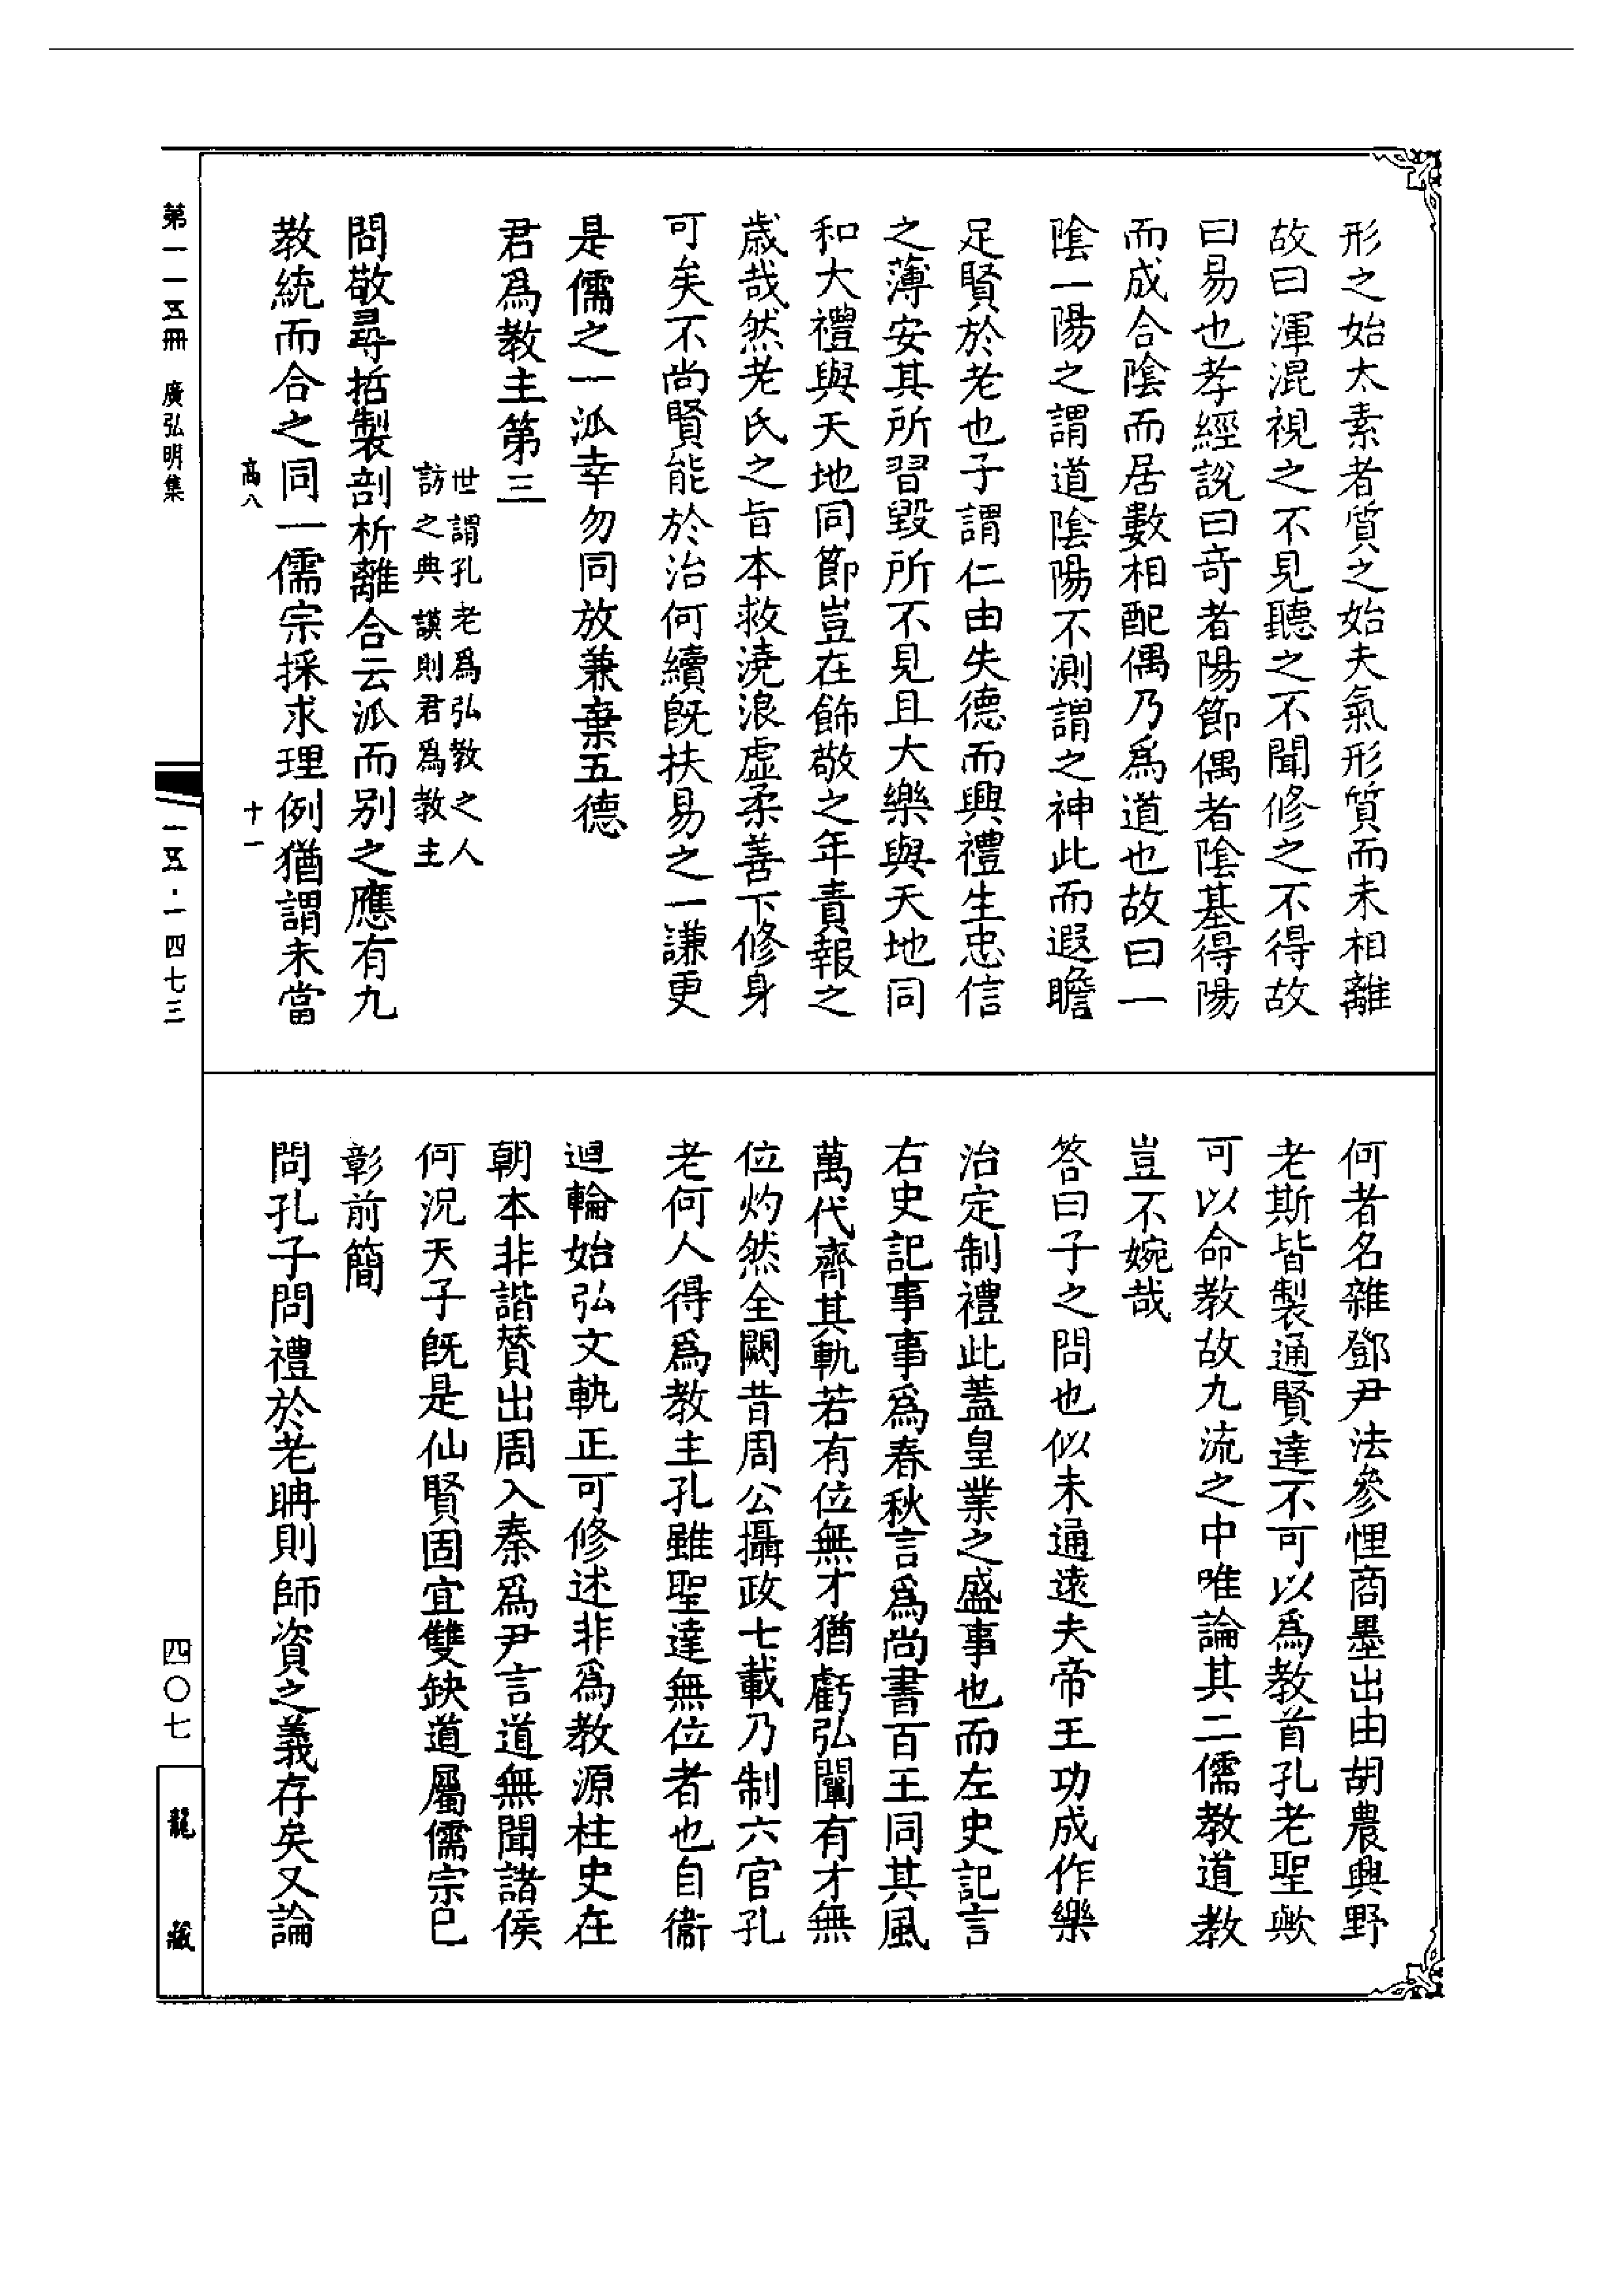 形之始太素者質之始夫氣形質而未相離
故曰渾混視之不見聽之不聞修之不得故
曰易也孝經說曰奇者陽節偶者陰基得陽
而成合陰而居數相配偶乃爲道也故曰一
陰一陽之謂道陰陽不測謂之神此而遐瞻
足賢於老也子謂仁由失德而興禮生忠信
之薄安其所習毀所不見且大樂與天地同
和大禮與天地同節豈在飾敬之年責報之
歲哉然老氏之旨本救澆浪虛柔善下修身
可矣不尚賢能於治何續旣扶易之一謙更
是儒之一派幸勿同放兼棄五德
君爲教主第三
世謂孔老爲弘教之人
訪之典謨則君爲教主
問敬尋哲製剖析離合云派而別之應有九
教統而合之同一儒宗採求理例猶謂未當
高八 十一
何者名雜鄧尹法參悝商墨出由胡農興野
老斯皆製通賢達不可以爲教首孔老聖歟
可以命教故九流之中唯論其二儒教道教
豈不婉哉
答曰子之問也似未通遠夫帝王功成作樂
治定制禮此蓋皇業之盛事也而左史記言
右史記事事爲春秋言爲尚書百王同其風
萬代齊其軌若有位無才猶虧弘闡有才無
位灼然全闕昔周公攝政七載乃制六官孔
老何人得爲教主孔雖聖達無位者也自衞
迴輪始弘文軌正可修述非爲教源柱史在
朝本非諧賛出周入秦爲尹言道無聞諸侯
何況天子旣是仙賢固宜雙缺道屬儒宗已
彰前簡
問孔子問禮於老聃則師資之義存矣又論
第一一五冊 廣弘明集
一五·一四七三
四〇七
龍藏